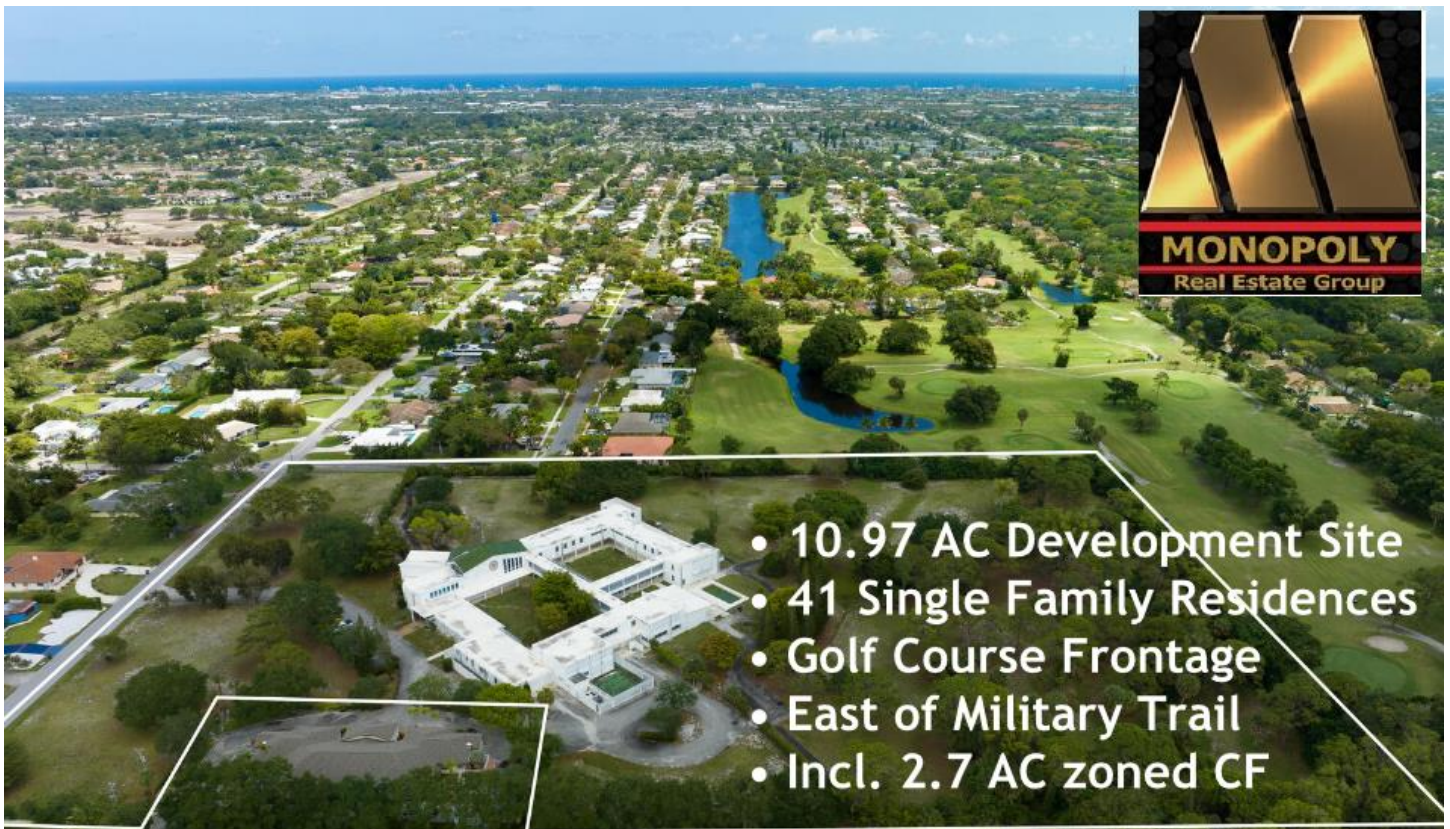 MONOPOLY
Real Estate Group
• 10.97 AC Development Site
• 41 Single Family Residences
• Golf Course Frontage
• East of Military Trail
• Incl. 2.7 AC zoned CF